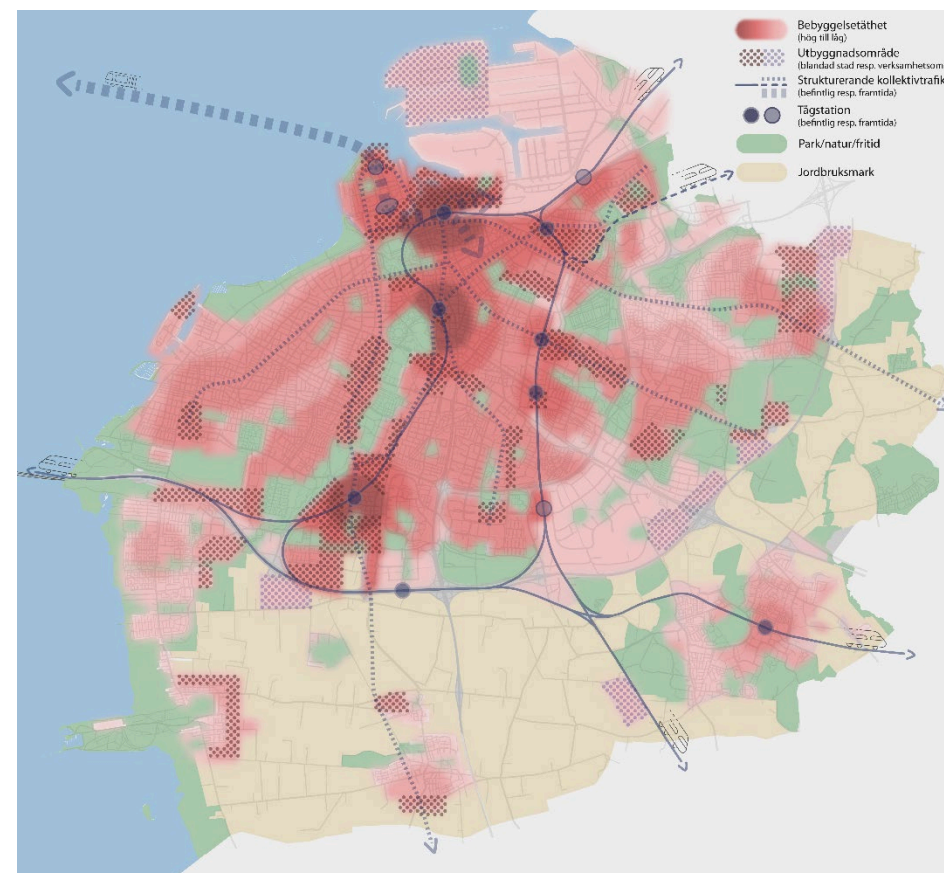 Bebyggelsetäthet
(hög till låg)
Utbyggnadsområde
(blandad stad resp. verksamhetsom
Strukturerande kollektivtrafik
(befintlig resp. framtida)
Tågstation
(befintlig resp. framtida)
Park/natur/fritid
Jordbruksmark